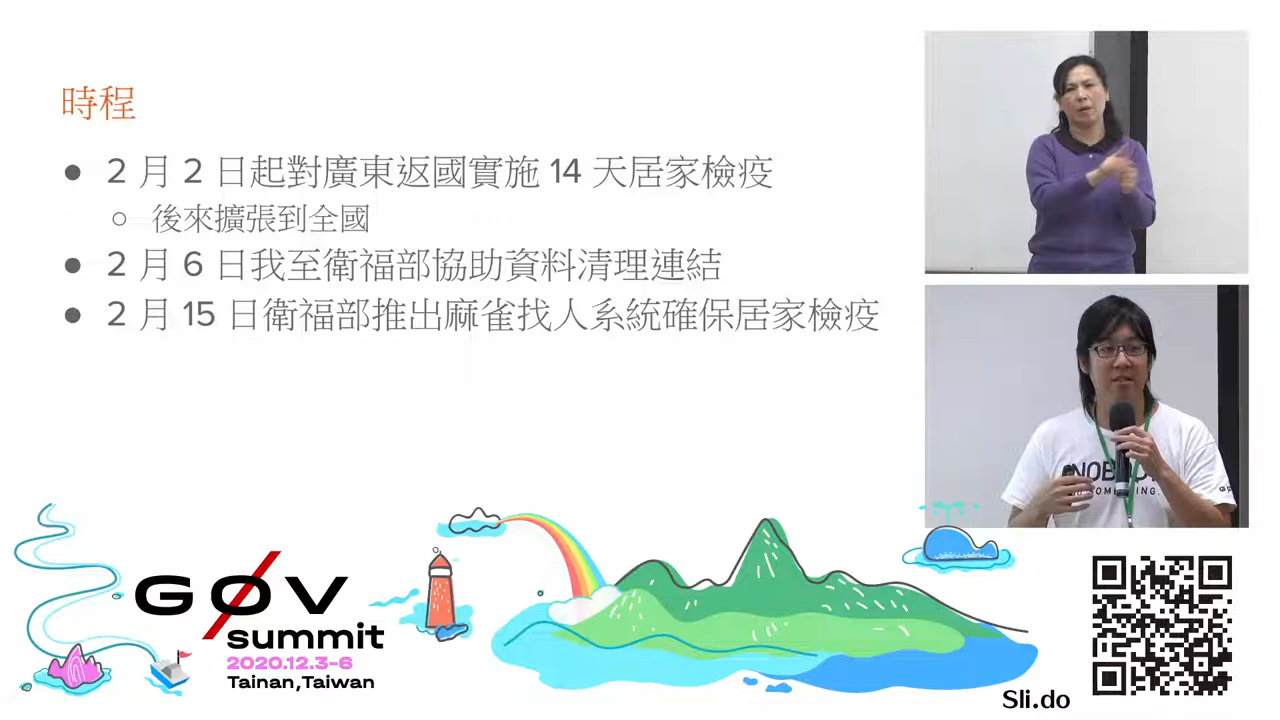 時程
● 2 月 2 日起對廣東返國實施 14 天居家檢疫
○ 後來擴張到全國
● 2 月 6 日我至衛福部協助資料清理連結
● 2 月 15 日衛福部推出麻雀找人系統確保居家檢疫
GØV
summit
2020.12.3-6
Tainan,Taiwan
Sli.do